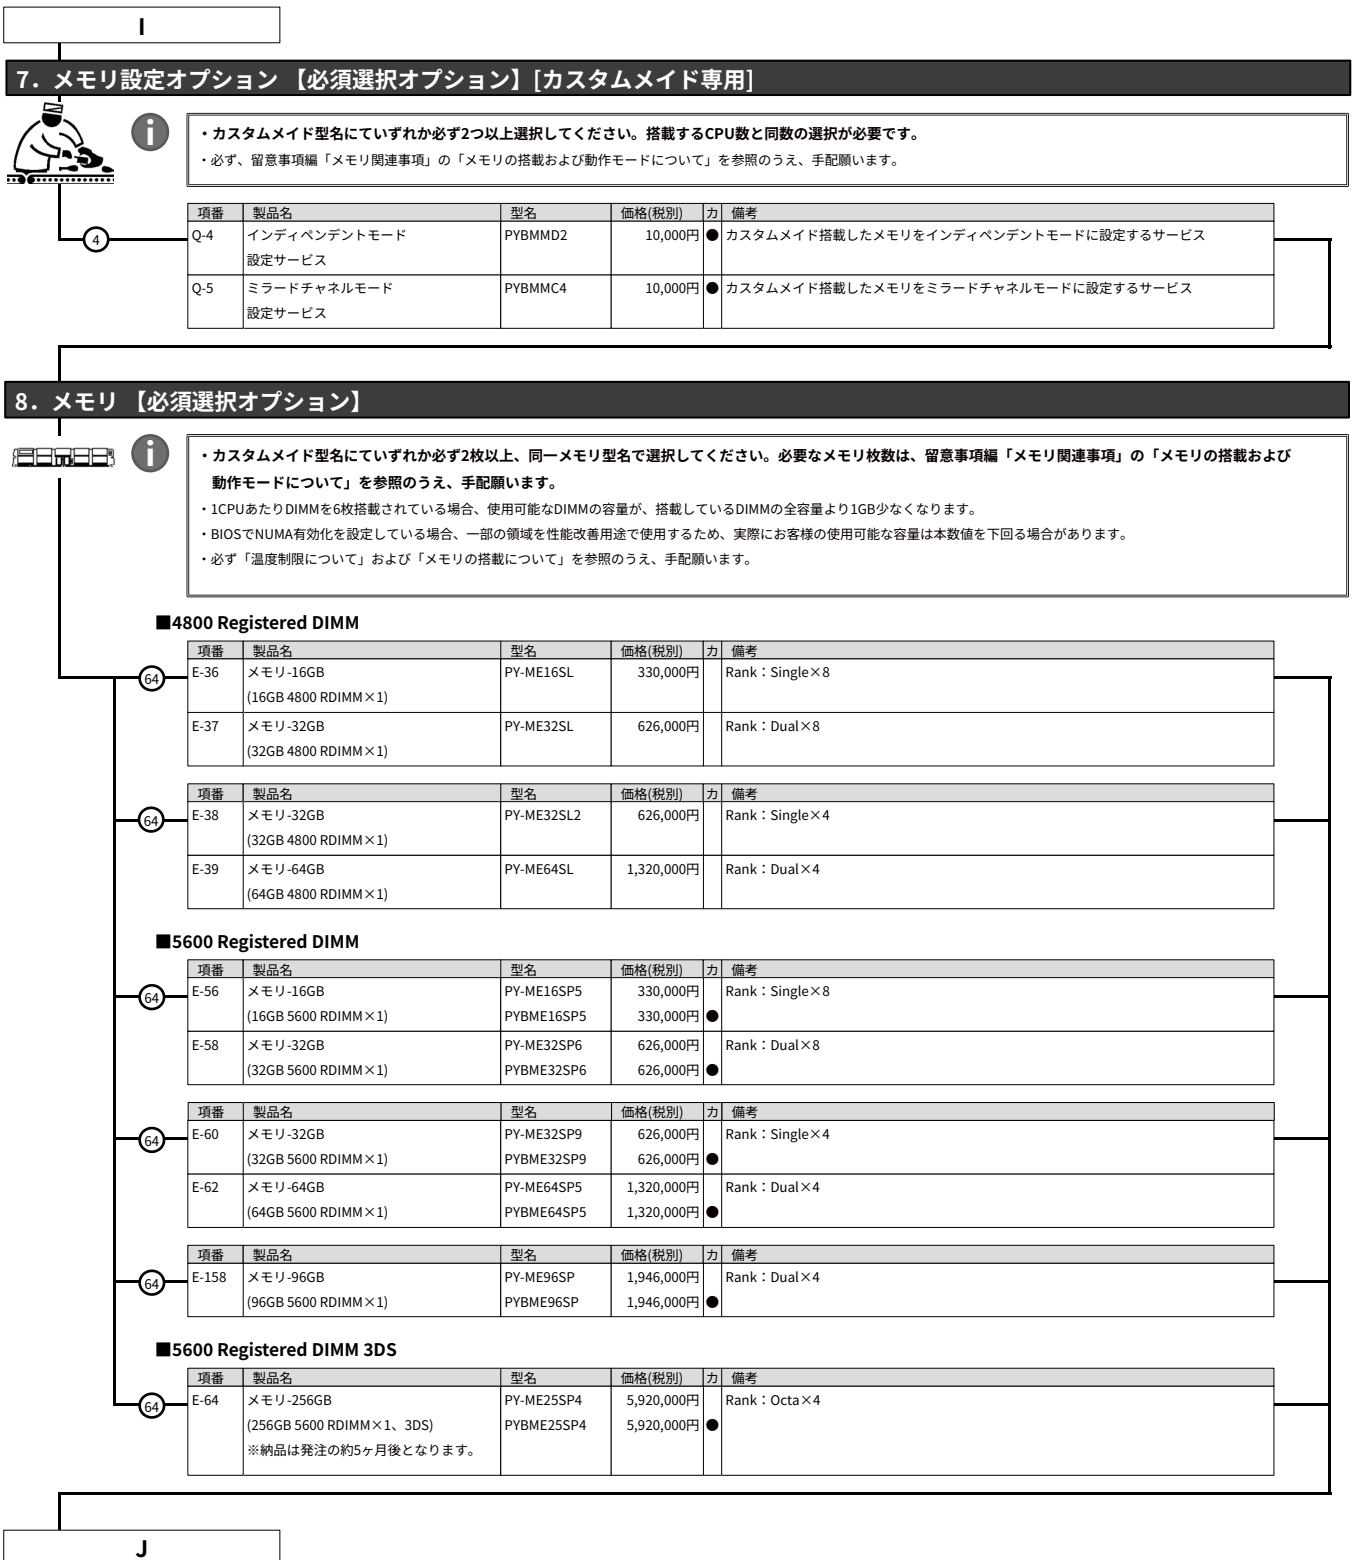 I
7．メモリ設定オプション 【必須選択オプション】[カスタムメイド専用]
・カスタムメイド型名にていずれか必ず2つ以上選択してください。搭載するCPU数と同数の選択が必要です。
・必ず、留意事項編「メモリ関連事項」の「メモリの搭載および動作モードについて」を参照のうえ、手配願います。
項番 製品名 型名 価格(税別) カ 備考
4 Q-4 インディペンデントモード PYBMMD2 10,000円 ● カスタムメイド搭載したメモリをインディペンデントモードに設定するサービス
設定サービス
Q-5 ミラードチャネルモード PYBMMC4 10,000円 ● カスタムメイド搭載したメモリをミラードチャネルモードに設定するサービス
設定サービス
8．メモリ 【必須選択オプション】
・カスタムメイド型名にていずれか必ず2枚以上、同一メモリ型名で選択してください。必要なメモリ枚数は、留意事項編「メモリ関連事項」の「メモリの搭載および
動作モードについて」を参照のうえ、手配願います。
・1CPUあたりDIMMを6枚搭載されている場合、使用可能なDIMMの容量が、搭載しているDIMMの全容量より1GB少なくなります。
・BIOSでNUMA有効化を設定している場合、一部の領域を性能改善用途で使用するため、実際にお客様の使用可能な容量は本数値を下回る場合があります。
・必ず「温度制限について」および「メモリの搭載について」を参照のうえ、手配願います。
■4800 Registered DIMM
項番 製品名 型名 価格(税別) カ 備考
64 E-36 メモリ-16GB PY-ME16SL 330,000円 Rank：Single×8
(16GB 4800 RDIMM×1)
E-37 メモリ-32GB PY-ME32SL 626,000円 Rank：Dual×8
(32GB 4800 RDIMM×1)
項番 製品名 型名 価格(税別) カ 備考
64 E-38 メモリ-32GB PY-ME32SL2 626,000円 Rank：Single×4
(32GB 4800 RDIMM×1)
E-39 メモリ-64GB PY-ME64SL 1,320,000円 Rank：Dual×4
(64GB 4800 RDIMM×1)
■5600 Registered DIMM
項番 製品名 型名 価格(税別) カ 備考
64 E-56 メモリ-16GB PY-ME16SP5 330,000円 Rank：Single×8
(16GB 5600 RDIMM×1) PYBME16SP5 330,000円 ●
E-58 メモリ-32GB PY-ME32SP6 626,000円 Rank：Dual×8
(32GB 5600 RDIMM×1) PYBME32SP6 626,000円 ●
項番 製品名 型名 価格(税別) カ 備考
64 E-60 メモリ-32GB PY-ME32SP9 626,000円 Rank：Single×4
(32GB 5600 RDIMM×1) PYBME32SP9 626,000円 ●
E-62 メモリ-64GB PY-ME64SP5 1,320,000円 Rank：Dual×4
(64GB 5600 RDIMM×1) PYBME64SP5 1,320,000円 ●
項番 製品名 型名 価格(税別) カ 備考
64 E-158 メモリ-96GB PY-ME96SP 1,946,000円 Rank：Dual×4
(96GB 5600 RDIMM×1) PYBME96SP 1,946,000円 ●
■5600 Registered DIMM 3DS
項番 製品名 型名 価格(税別) カ 備考
64 E-64 メモリ-256GB PY-ME25SP4 5,920,000円 Rank：Octa×4
(256GB 5600 RDIMM×1、3DS) PYBME25SP4 5,920,000円 ●
※納品は発注の約5ヶ月後となります。
J